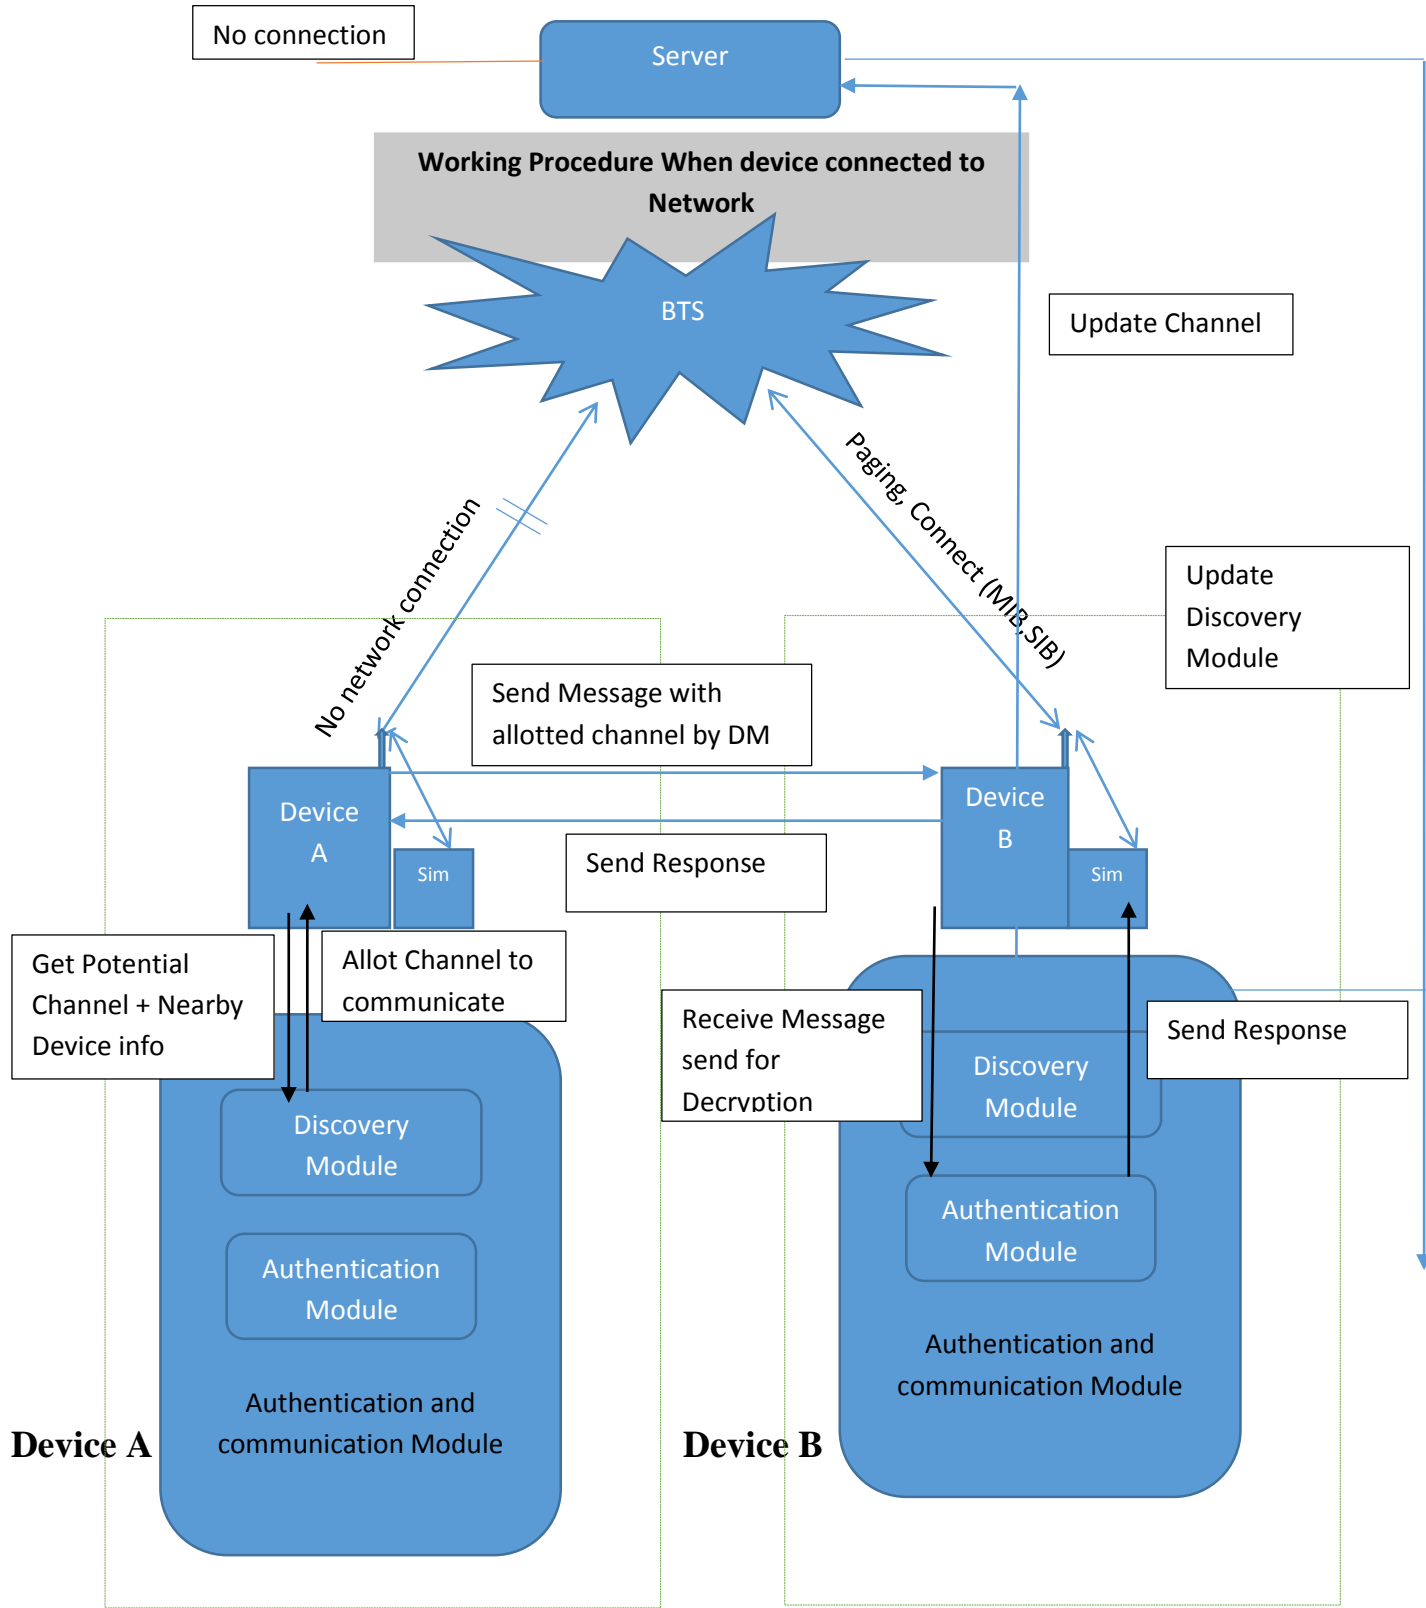 No connection
Server
Working Procedure When device connected to
Network
BTS
Update Channel
Paging, Connect (MIB,SIB)
No network connection
Update
Discovery
Module
Send Message with
allotted channel by DM
Device
A
Sim
Send Response
Device
B
Sim
Get Potential
Channel + Nearby
Device info
Allot Channel to
communicate
Receive Message
send for
Decryption
Send Response
Discovery
Module
Discovery
Module
Authentication
Module
Authentication
Module
Authentication and
communication Module
Authentication and
communication Module
Device A
Device B